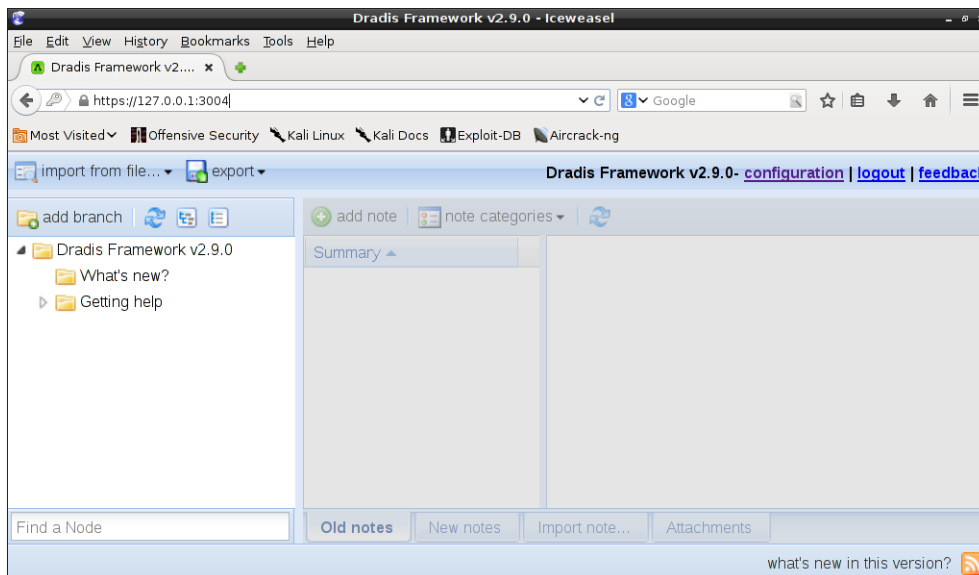 Dradis Framework v2.9.0 - Iceweasel
File Edit View History Bookmarks Tools Help
Dradis Framework v2....
https://127.0.0.1:3004
Google
Most Visited Offensive Security Kali Linux Kali Docs Exploit-DB Aircrack-ng
import from file... export
Dradis Framework v2.9.0- configuration | logout | feedbac
add branch
add note note categories
Dradis Framework v2.9.0
What's new?
Getting help
Summary
Find a Node
Old notes New notes Import note... Attachments
what's new in this version?